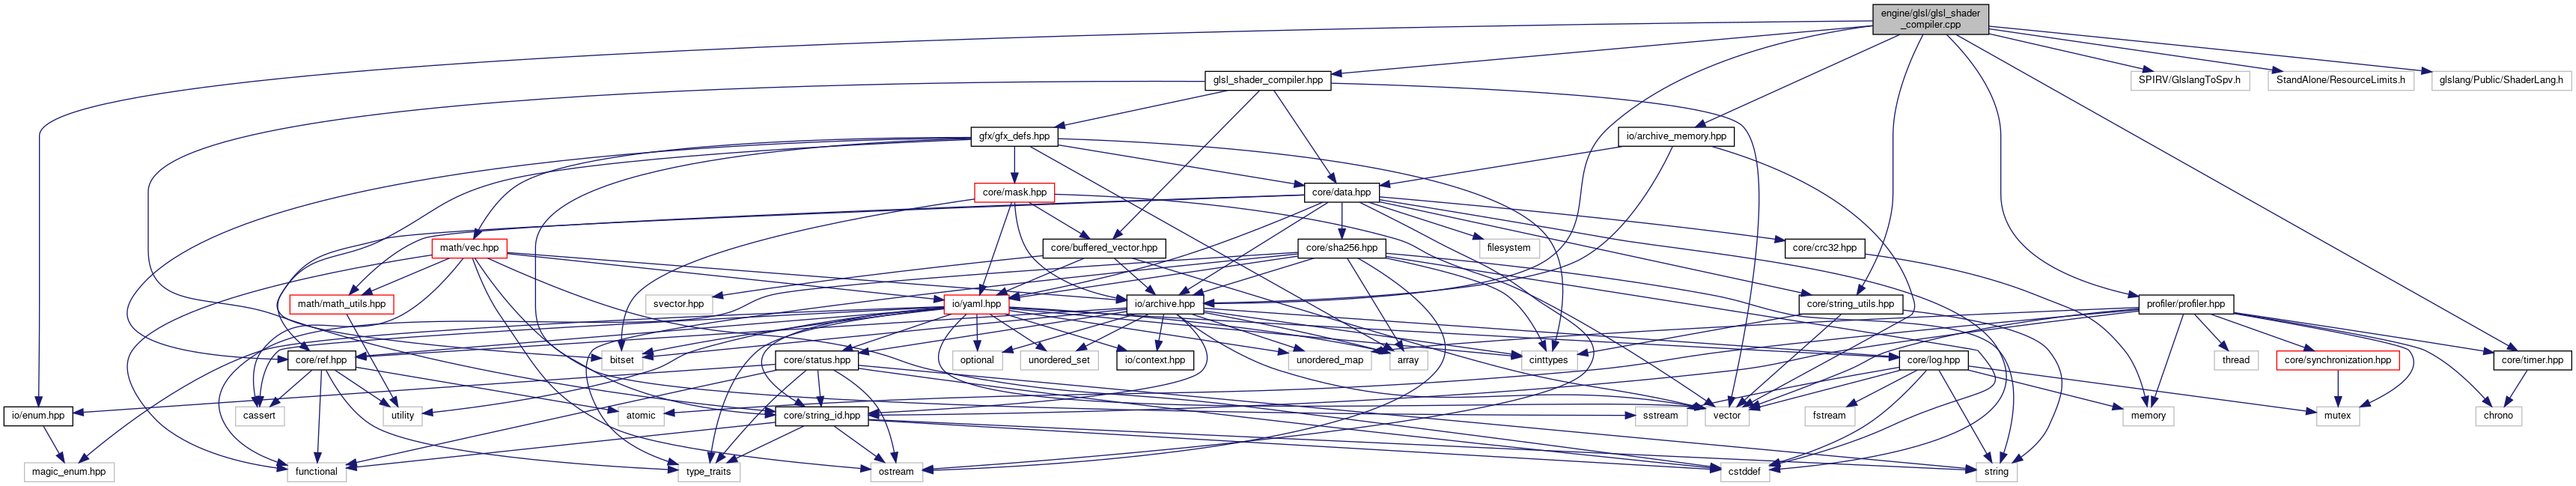 engine/glsl/glsl_shader
_compiler.cpp
glsl_shader_compiler.hpp
SPIRV/GlslangToSpv.h
StandAlone/ResourceLimits.h
glslang/Public/ShaderLang.h
gfx/gfx_defs.hpp
io/archive_memory.hpp
core/mask.hpp
core/data.hpp
math/vec.hpp
core/buffered_vector.hpp
core/sha256.hpp
filesystem
core/crc32.hpp
math/math_utils.hpp
svector.hpp
io/yaml.hpp
io/archive.hpp
core/string_utils.hpp
profiler/profiler.hpp
core/ref.hpp
bitset
core/status.hpp
optional
unordered_set
io/context.hpp
unordered_map
array
cinttypes
core/log.hpp
thread
core/synchronization.hpp
core/timer.hpp
io/enum.hpp
cassert
utility
atomic
core/string_id.hpp
sstream
vector
fstream
memory
mutex
chrono
magic_enum.hpp
functional
type_traits
ostream
cstddef
string